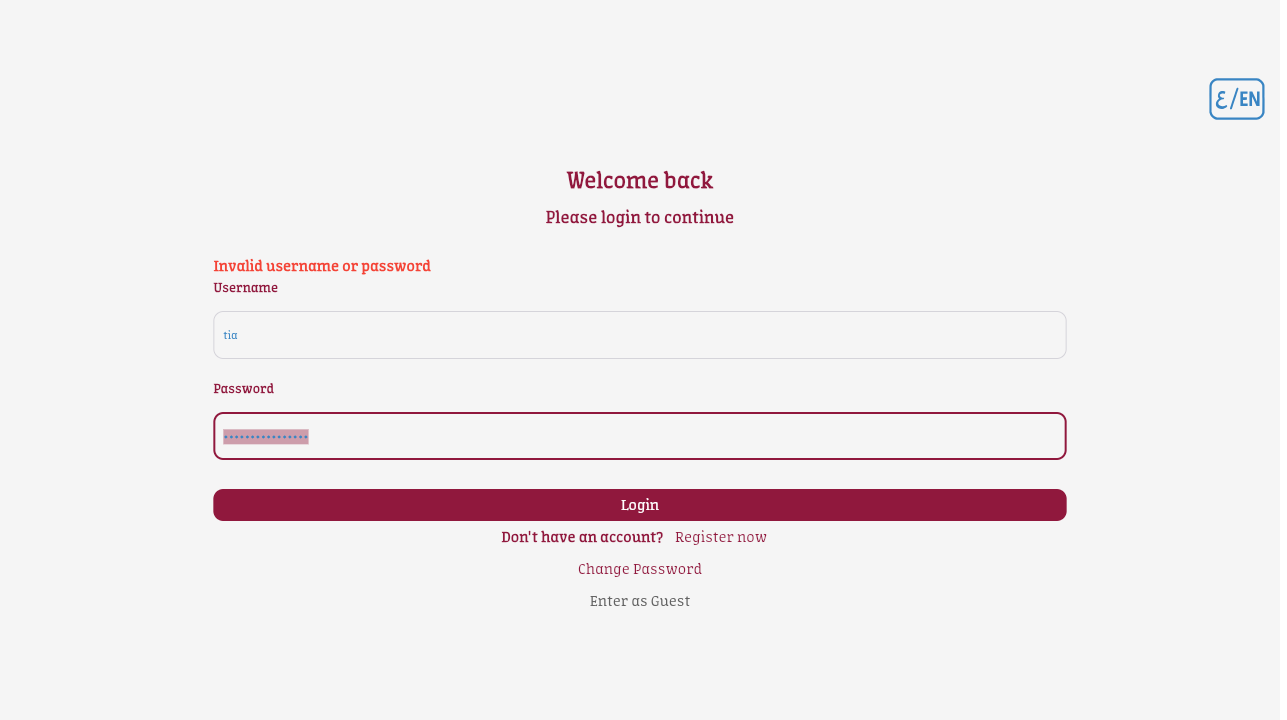 ع/EN
Welcome back
Please login to continue
Invalid username or password
Username
tia
Password
••••••••••••••••
Login
Don't have an account? Register now
Change Password
Enter as Guest